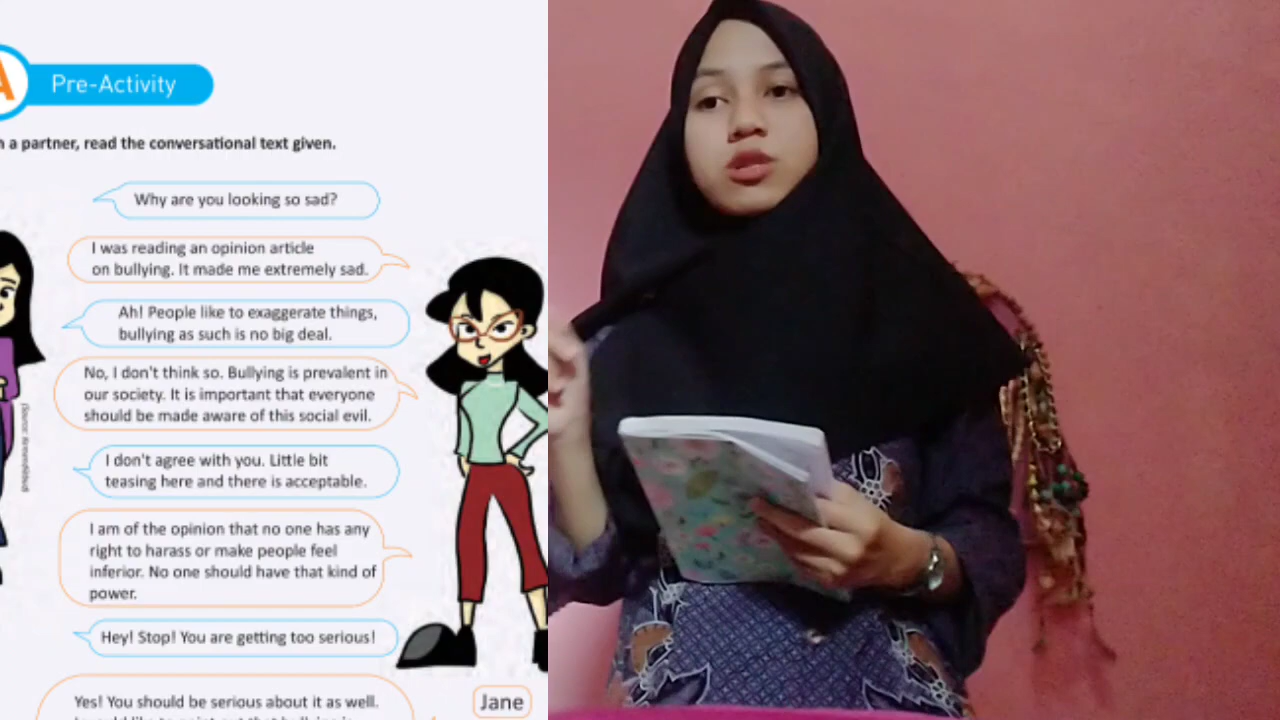 A
Pre-Activity
a partner, read the conversational text given.
Why are you looking so sad?
I was reading an opinion article
on bullying. It made me extremely sad.
Ah! People like to exaggerate things,
bullying as such is no big deal.
No, I don't think so. Bullying is prevalent in
our society. It is important that everyone
should be made aware of this social evil.
I don't agree with you. Little bit
teasing here and there is acceptable.
I am of the opinion that no one has any
right to harass or make people feel
inferior. No one should have that kind of
power.
Hey! Stop! You are getting too serious!
Yes! You should be serious about it as well.
Jane